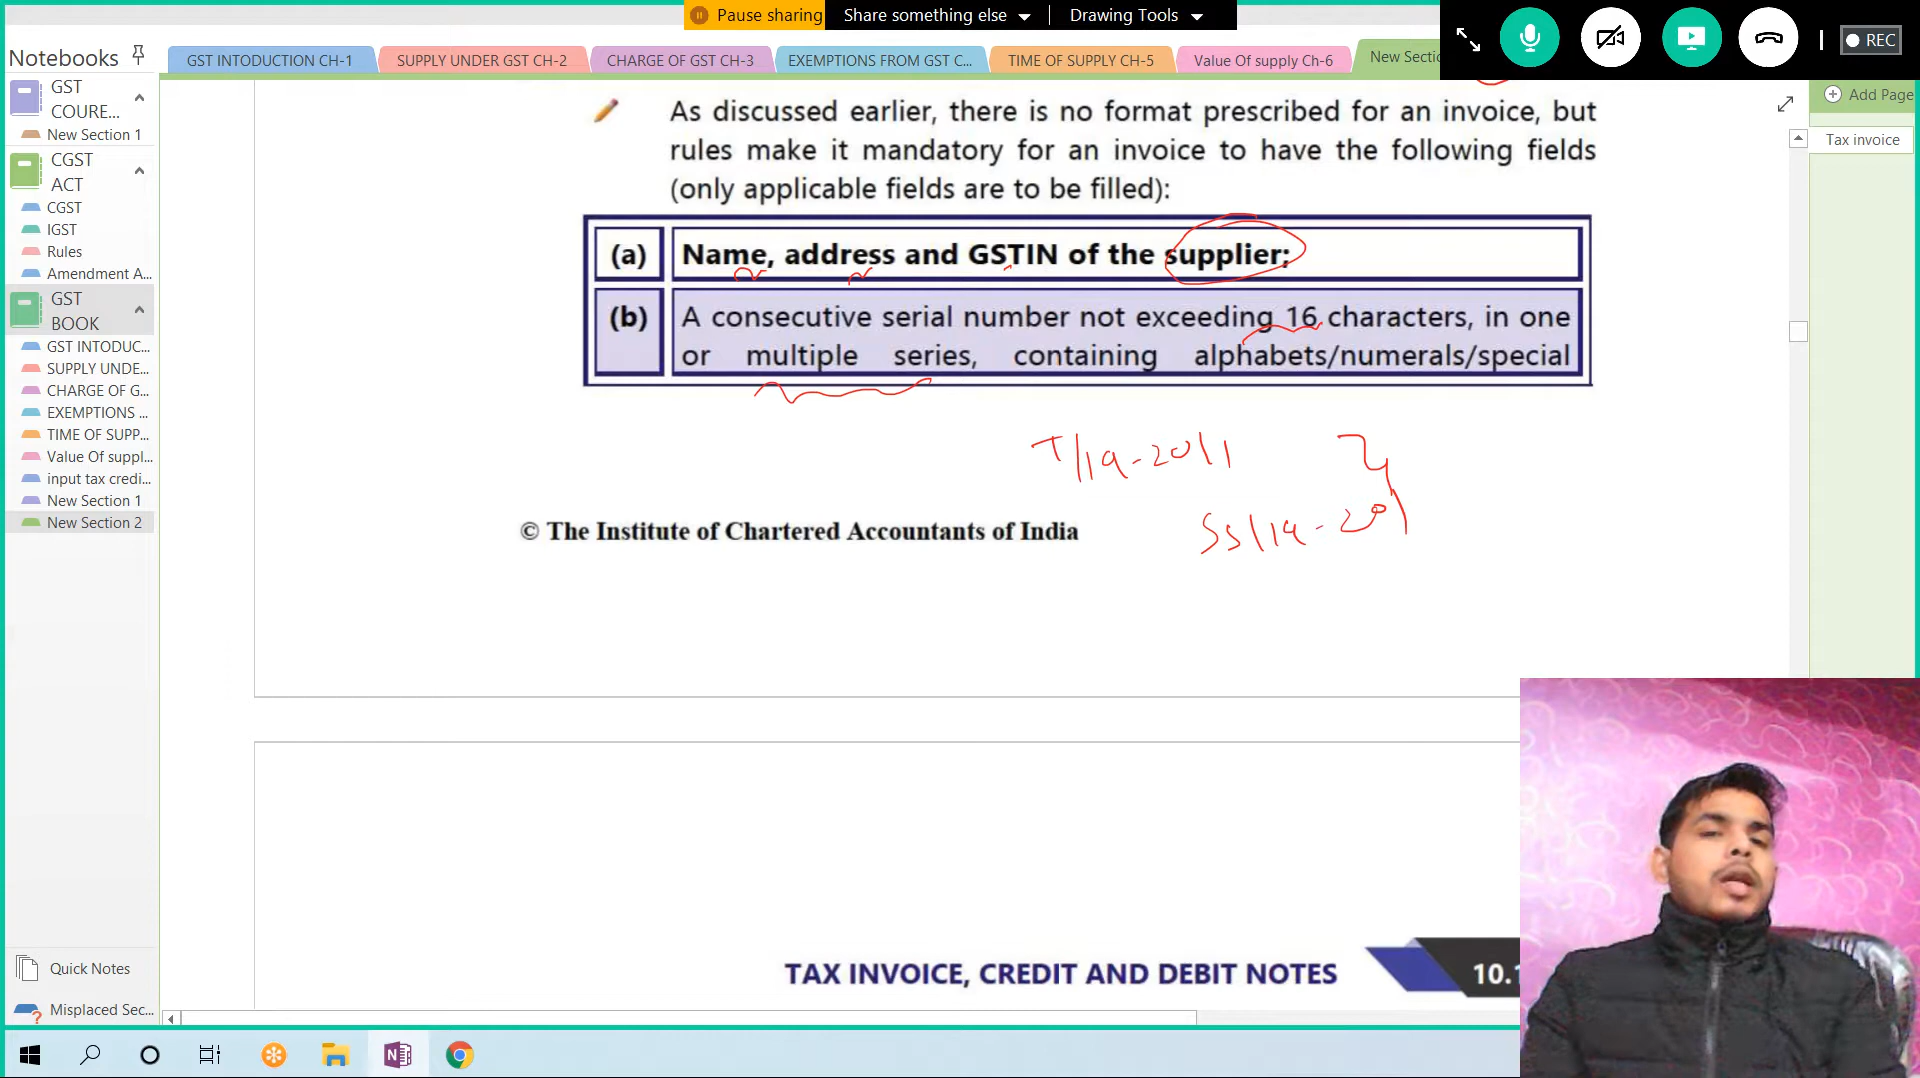 Pause sharing
Share something else
Drawing Tools
REC
Notebooks
GST INTODUCTION CH-1
SUPPLY UNDER GST CH-2
CHARGE OF GST CH-3
EXEMPTIONS FROM GST C...
TIME OF SUPPLY CH-5
Value Of supply Ch-6
New Sectio
Add Page
Tax invoice
GST
COURE...
New Section 1
CGST
ACT
CGST
IGST
Rules
Amendment A...
GST
BOOK
GST INTODUC...
SUPPLY UNDE...
CHARGE OF G...
EXEMPTIONS ...
TIME OF SUPP...
Value Of suppl...
input tax credi...
New Section 1
New Section 2
Quick Notes
Misplaced Sec...
As discussed earlier, there is no format prescribed for an invoice, but
rules make it mandatory for an invoice to have the following fields
(only applicable fields are to be filled):
(a) Name, address and GSTIN of the supplier;
(b) A consecutive serial number not exceeding 16 characters, in one
or multiple series, containing alphabets/numerals/special
T/19-20/1
SS/19-20/
© The Institute of Chartered Accountants of India
TAX INVOICE, CREDIT AND DEBIT NOTES
10.1